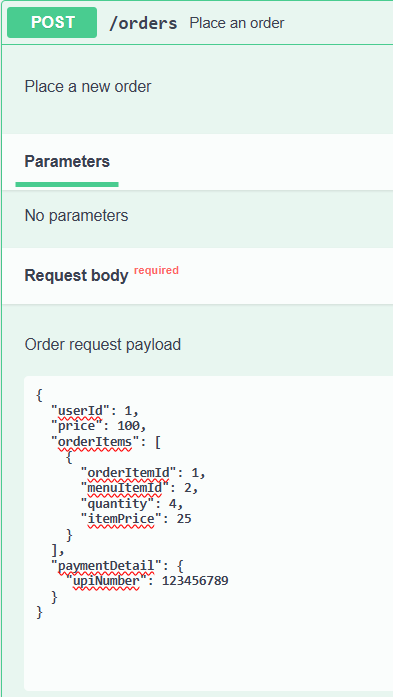 POST /orders Place an order
Place a new order
Parameters
No parameters
Request body required
Order request payload
{
  "userId": 1,
  "price": 100,
  "orderItems": [
    {
      "orderItemId": 1,
      "menuItemId": 2,
      "quantity": 4,
      "itemPrice": 25
    }
  ],
  "paymentDetail": {
    "upiNumber": 123456789
  }
}